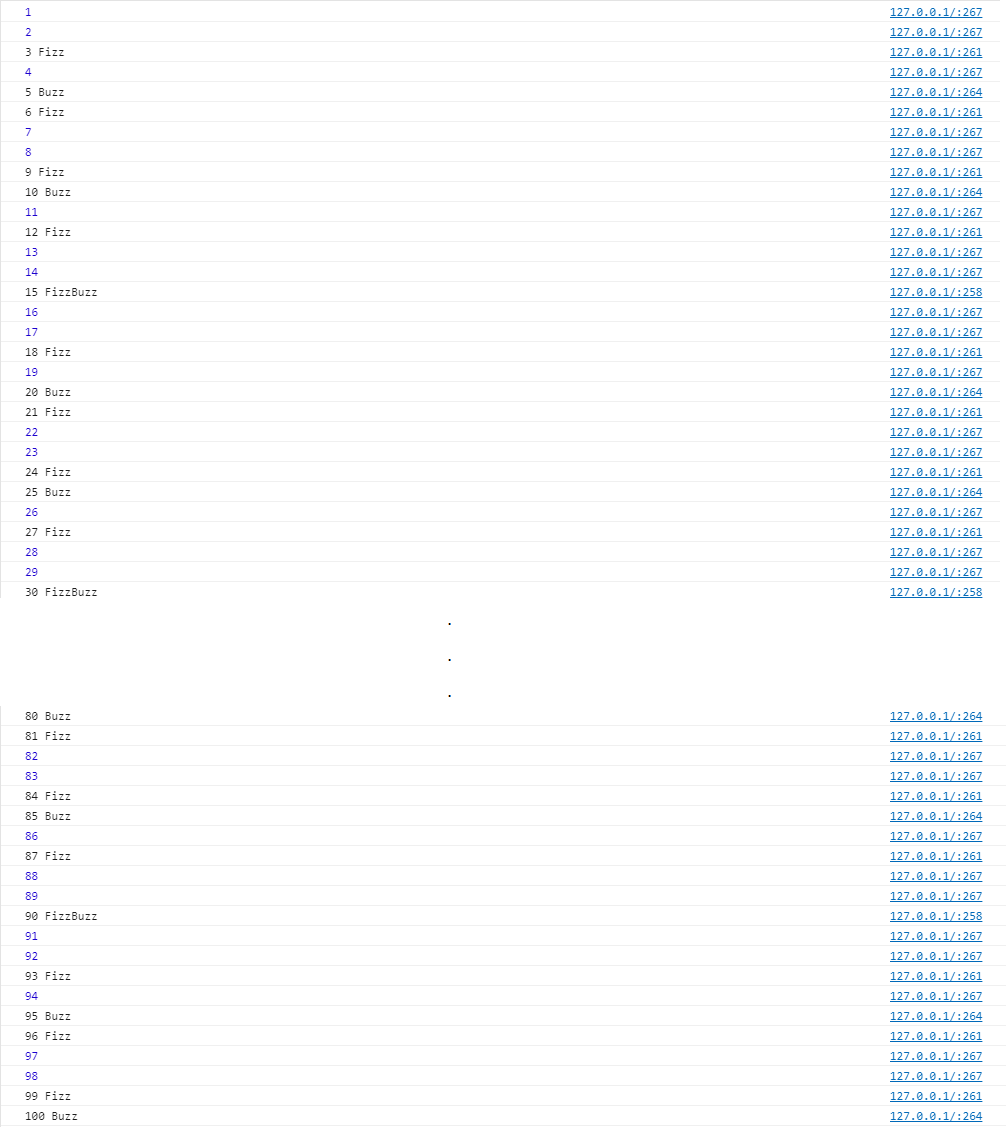 1 127.0.0.1/:267
2 127.0.0.1/:267
3 Fizz 127.0.0.1/:261
4 127.0.0.1/:267
5 Buzz 127.0.0.1/:264
6 Fizz 127.0.0.1/:261
7 127.0.0.1/:267
8 127.0.0.1/:267
9 Fizz 127.0.0.1/:261
10 Buzz 127.0.0.1/:264
11 127.0.0.1/:267
12 Fizz 127.0.0.1/:261
13 127.0.0.1/:267
14 127.0.0.1/:267
15 FizzBuzz 127.0.0.1/:258
16 127.0.0.1/:267
17 127.0.0.1/:267
18 Fizz 127.0.0.1/:261
19 127.0.0.1/:267
20 Buzz 127.0.0.1/:264
21 Fizz 127.0.0.1/:261
22 127.0.0.1/:267
23 127.0.0.1/:267
24 Fizz 127.0.0.1/:261
25 Buzz 127.0.0.1/:264
26 127.0.0.1/:267
27 Fizz 127.0.0.1/:261
28 127.0.0.1/:267
29 127.0.0.1/:267
30 FizzBuzz 127.0.0.1/:258
.
.
.
80 Buzz 127.0.0.1/:264
81 Fizz 127.0.0.1/:261
82 127.0.0.1/:267
83 127.0.0.1/:267
84 Fizz 127.0.0.1/:261
85 Buzz 127.0.0.1/:264
86 127.0.0.1/:267
87 Fizz 127.0.0.1/:261
88 127.0.0.1/:267
89 127.0.0.1/:267
90 FizzBuzz 127.0.0.1/:258
91 127.0.0.1/:267
92 127.0.0.1/:267
93 Fizz 127.0.0.1/:261
94 127.0.0.1/:267
95 Buzz 127.0.0.1/:264
96 Fizz 127.0.0.1/:261
97 127.0.0.1/:267
98 127.0.0.1/:267
99 Fizz 127.0.0.1/:261
100 Buzz 127.0.0.1/:264